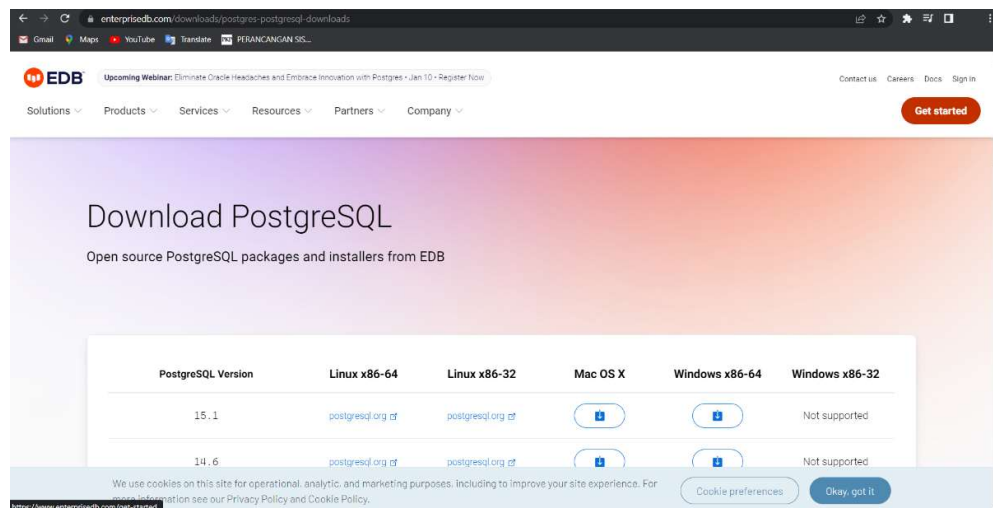 enterprisedb.com/downloads/postgres-postgresql-downloads
Gmail Maps YouTube Translate PERANCANGAN SIS...
EDB Upcoming Webinar: Eliminate Oracle Headaches and Embrace Innovation with Postgres • Jan 10 • Register Now Contact us Careers Docs Sign in
Solutions Products Services Resources Partners Company Get started
Download PostgreSQL
Open source PostgreSQL packages and installers from EDB
PostgreSQL Version Linux x86-64 Linux x86-32 Mac OS X Windows x86-64 Windows x86-32
15.1 postgresql.org postgresql.org Not supported
14.6 postgresql.org postgresql.org Not supported
We use cookies on this site for operational, analytic, and marketing purposes, including to improve your site experience. For
more information see our Privacy Policy and Cookie Policy.
Cookie preferences Okay, got it
https://www.enterprisedb.com/get-started